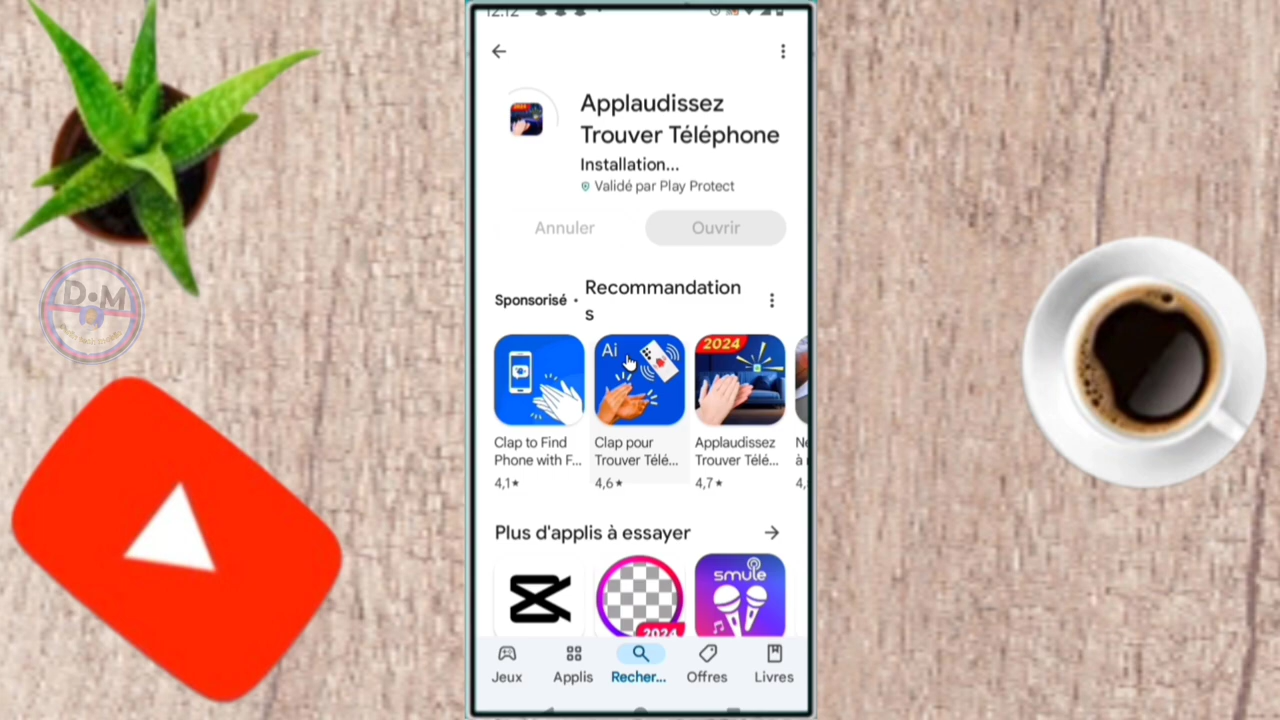 12:12
Applaudissez
Trouver Téléphone
Installation...
Validé par Play Protect
Annuler
Ouvrir
Sponsorisé •
Recommandation
s
Ai
2024
Clap to Find
Phone with F...
4,1★
Clap pour
Trouver Télé...
4,6★
Applaudissez
Trouver Télé...
4,7★
Plus d'applis à essayer
2024
smule
Jeux
Applis
Recher...
Offres
Livres
D•M